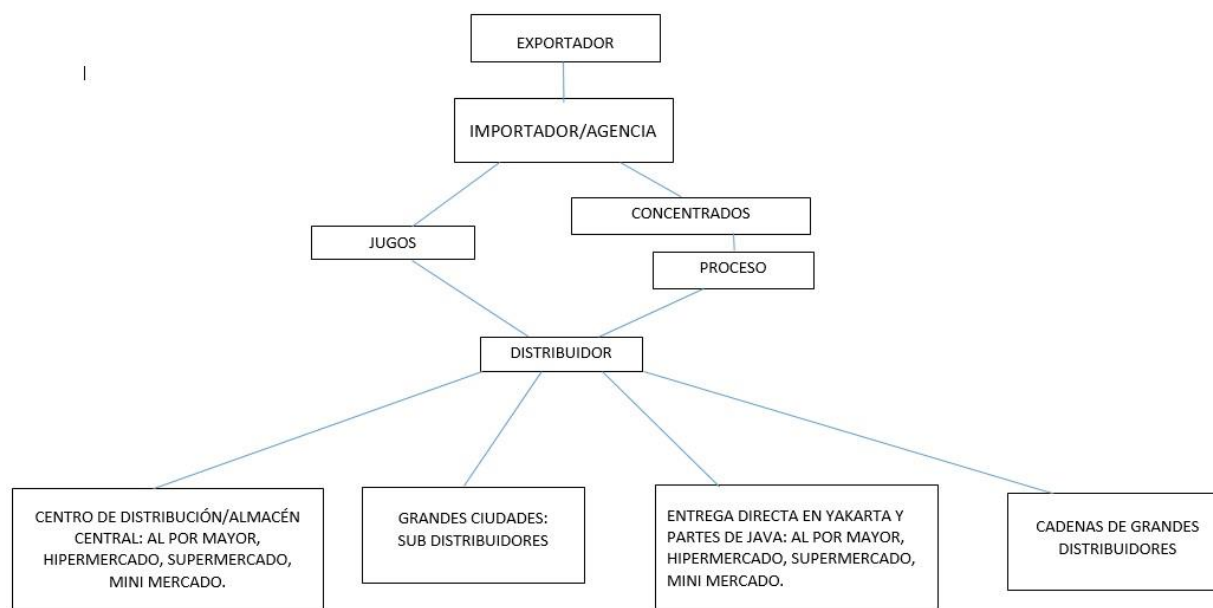 EXPORTADOR
IMPORTADOR/AGENCIA
CONCENTRADOS
JUGOS
PROCESO
DISTRIBUIDOR
CENTRO DE DISTRIBUCIÓN/ALMACÉN
CENTRAL: AL POR MAYOR,
HIPERMERCADO, SUPERMERCADO,
MINI MERCADO.
GRANDES CIUDADES:
SUB DISTRIBUIDORES
ENTREGA DIRECTA EN YAKARTA Y
PARTES DE JAVA: AL POR MAYOR,
HIPERMERCADO, SUPERMERCADO,
MINI MERCADO.
CADENAS DE GRANDES
DISTRIBUIDORES